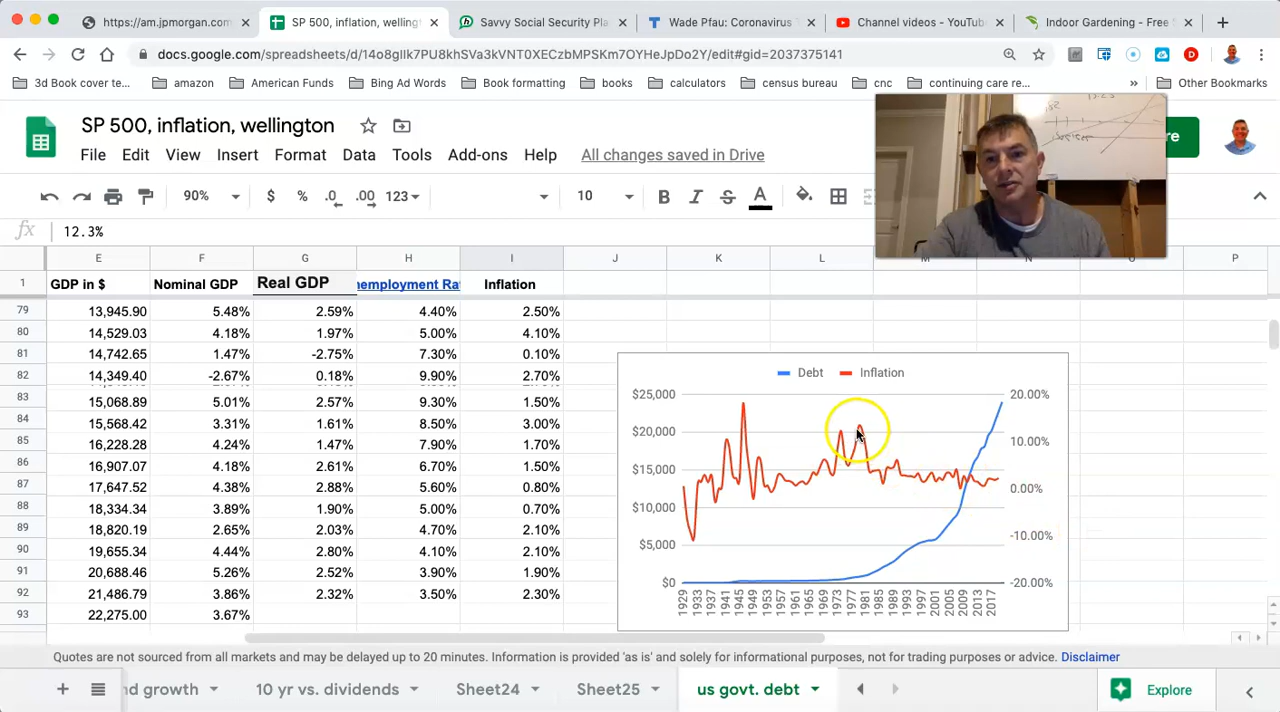 https://am.jpmorgan.com
SP 500, inflation, welling
Savvy Social Security Pla
Wade Pfau: Coronavirus
Channel videos - YouTub
Indoor Gardening - Free
docs.google.com/spreadsheets/d/14o8gIlk7PU8khSVa3kVNT0XECzbMPSKm7OYHeJpDo2Y/edit#gid=2037375141
3d Book cover te... amazon American Funds Bing Ad Words Book formatting books calculators census bureau cnc continuing care re... » Other Bookmarks
SP 500, inflation, wellington
File Edit View Insert Format Data Tools Add-ons Help All changes saved in Drive
90% $ % .0 .00 123 10 B I S A
fx 12.3%
E F G H I J K L M N O P
1 GDP in $ Nominal GDP Real GDP nemployment Ra Inflation
79 13,945.90 5.48% 2.59% 4.40% 2.50%
80 14,529.03 4.18% 1.97% 5.00% 4.10%
81 14,742.65 1.47% -2.75% 7.30% 0.10%
82 14,349.40 -2.67% 0.18% 9.90% 2.70%
83 15,068.89 5.01% 2.57% 9.30% 1.50%
84 15,568.42 3.31% 1.61% 8.50% 3.00%
85 16,228.28 4.24% 1.47% 7.90% 1.70%
86 16,907.07 4.18% 2.61% 6.70% 1.50%
87 17,647.52 4.38% 2.88% 5.60% 0.80%
88 18,334.34 3.89% 1.90% 5.00% 0.70%
89 18,820.19 2.65% 2.03% 4.70% 2.10%
90 19,655.34 4.44% 2.80% 4.10% 2.10%
91 20,688.46 5.26% 2.52% 3.90% 1.90%
92 21,486.79 3.86% 2.32% 3.50% 2.30%
93 22,275.00 3.67%
Debt Inflation
$25,000 20.00%
$20,000 10.00%
$15,000
$10,000 0.00%
$5,000 -10.00%
$0 -20.00%
1929 1933 1937 1941 1945 1949 1953 1957 1961 1965 1969 1973 1977 1981 1985 1989 1993 1997 2001 2005 2009 2013 2017
Quotes are not sourced from all markets and may be delayed up to 20 minutes. Information is provided 'as is' and solely for informational purposes, not for trading purposes or advice. Disclaimer
nd growth 10 yr vs. dividends Sheet24 Sheet25 us govt. debt Explore